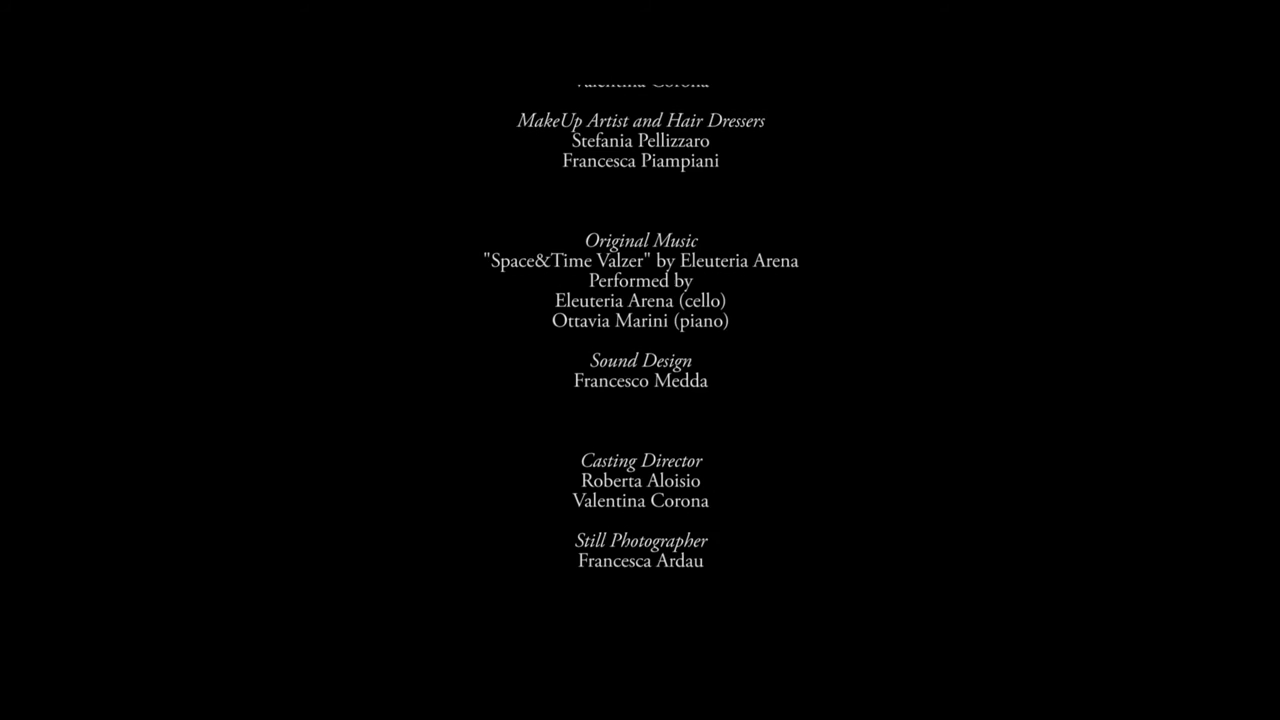 Valentina Corona
MakeUp Artist and Hair Dressers
Stefania Pellizzaro
Francesca Piampiani
Original Music
"Space&Time Valzer" by Eleuteria Arena
Performed by
Eleuteria Arena (cello)
Ottavia Marini (piano)
Sound Design
Francesco Medda
Casting Director
Roberta Aloisio
Valentina Corona
Still Photographer
Francesca Ardau